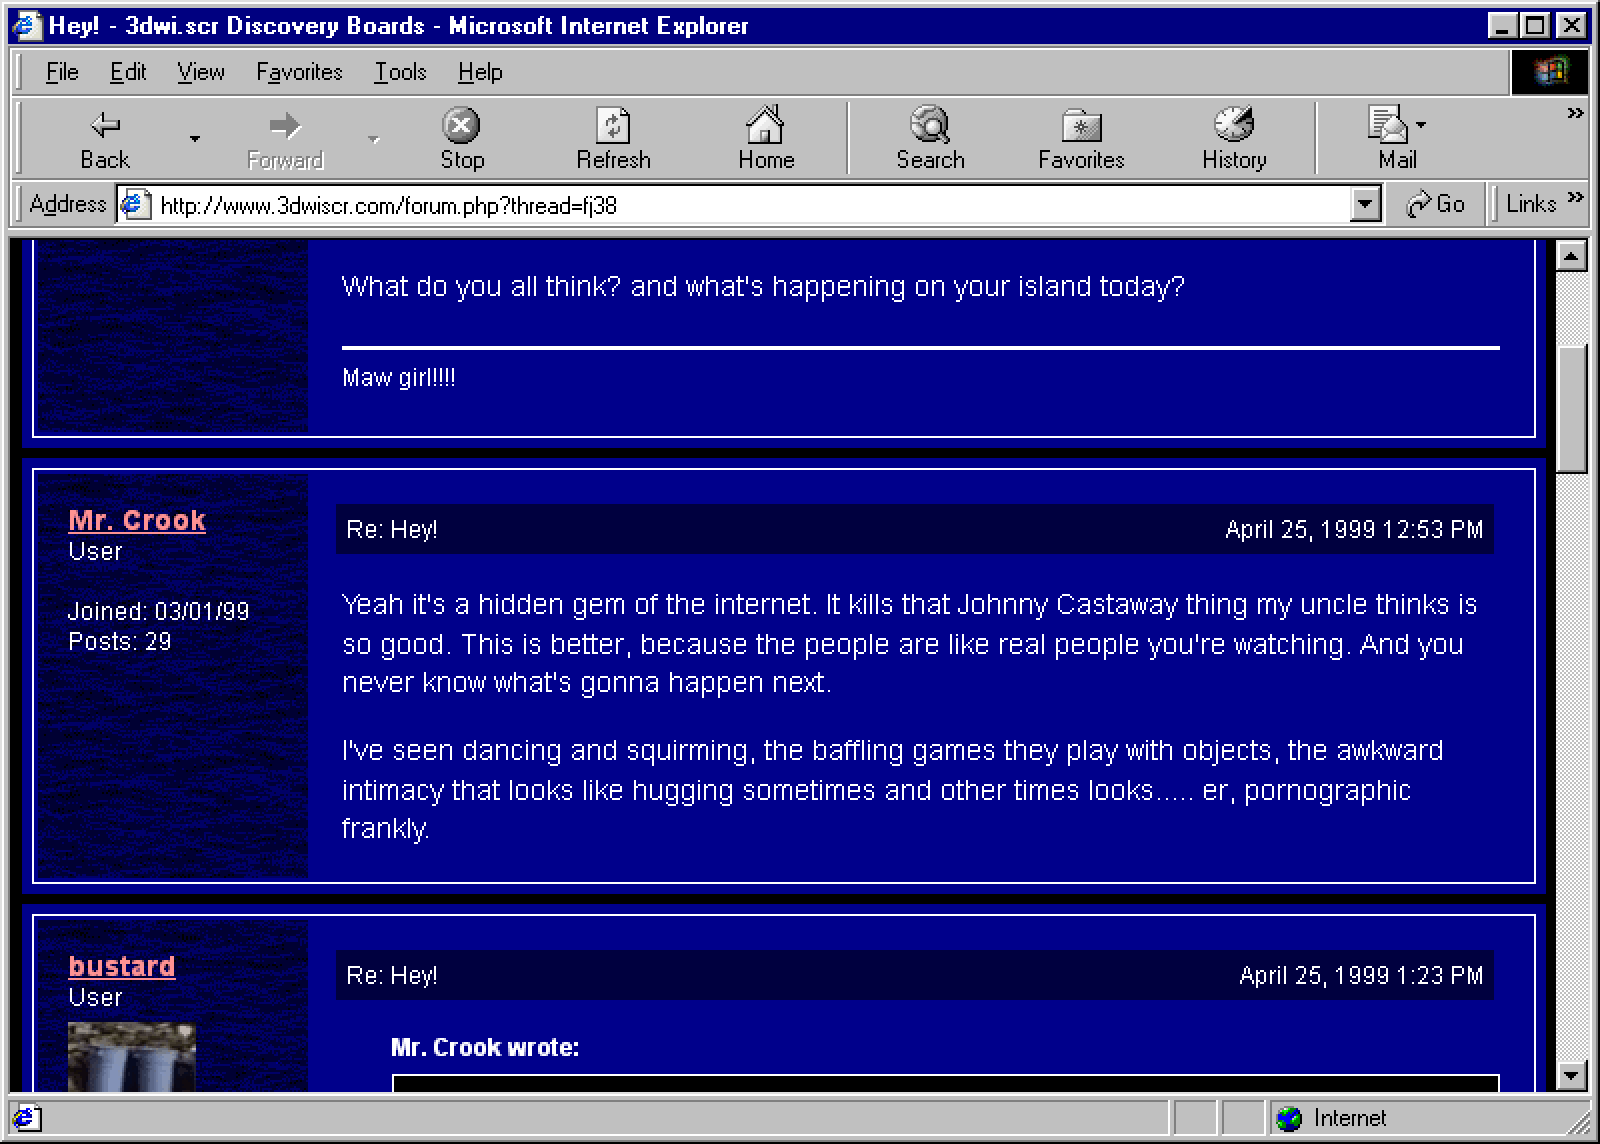 Hey! - 3dwi.scr Discovery Boards - Microsoft Internet Explorer
File Edit View Favorites Tools Help
Back Forward Stop Refresh Home Search Favorites History Mail »
Address http://www.3dwiscr.com/forum.php?thread=fj38 Go Links »
What do you all think? and what's happening on your island today?
Maw girl!!!!
Mr. Crook
User
Joined: 03/01/99
Posts: 29
Re: Hey! April 25, 1999 12:53 PM
Yeah it's a hidden gem of the internet. It kills that Johnny Castaway thing my uncle thinks is
so good. This is better, because the people are like real people you're watching. And you
never know what's gonna happen next.
I've seen dancing and squirming, the baffling games they play with objects, the awkward
intimacy that looks like hugging sometimes and other times looks..... er, pornographic
frankly.
bustard
User
Re: Hey! April 25, 1999 1:23 PM
Mr. Crook wrote:
Internet